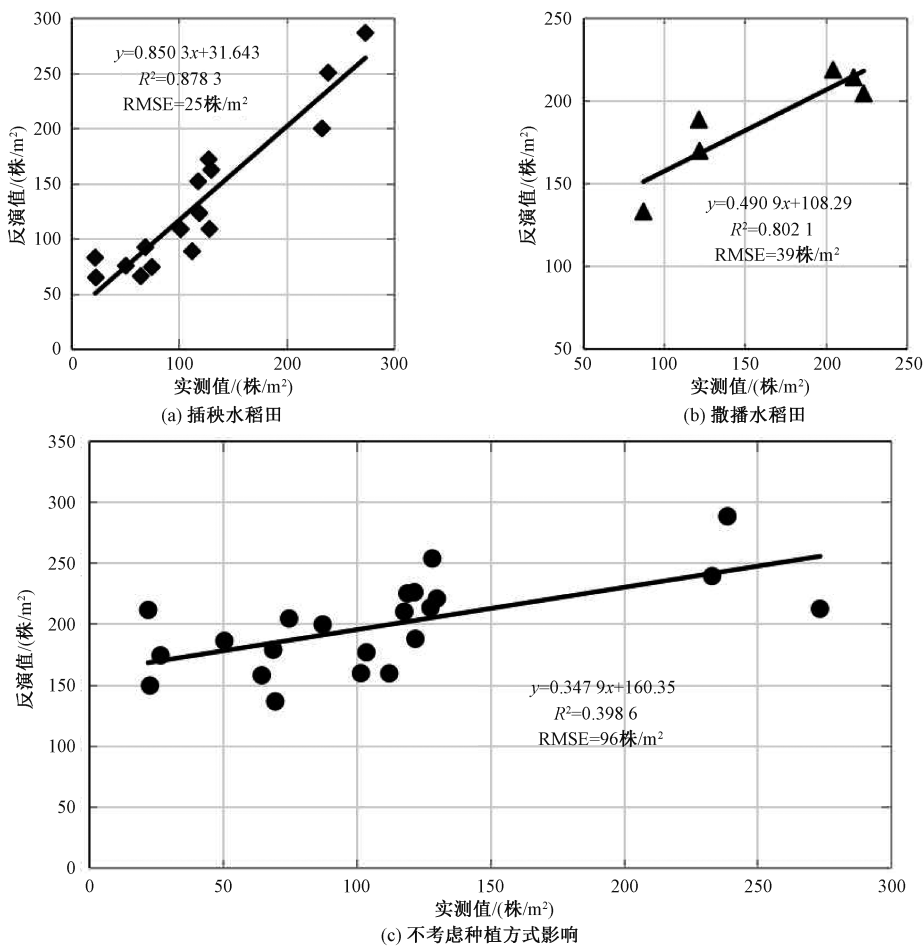 300
250
200
150
100
50
0
反演值/(株/m²)
y=0.850 3x+31.643
R²=0.878 3
RMSE=25株/m²
0 100 200 300
实测值/(株/m²)
(a) 插秧水稻田
250
200
150
100
50
反演值/(株/m²)
y=0.490 9x+108.29
R²=0.802 1
RMSE=39株/m²
50 100 150 200 250
实测值/(株/m²)
(b) 撒播水稻田
350
300
250
200
150
100
50
0
反演值/(株/m²)
y=0.347 9x+160.35
R²=0.398 6
RMSE=96株/m²
0 50 100 150 200 250 300
实测值/(株/m²)
(c) 不考虑种植方式影响